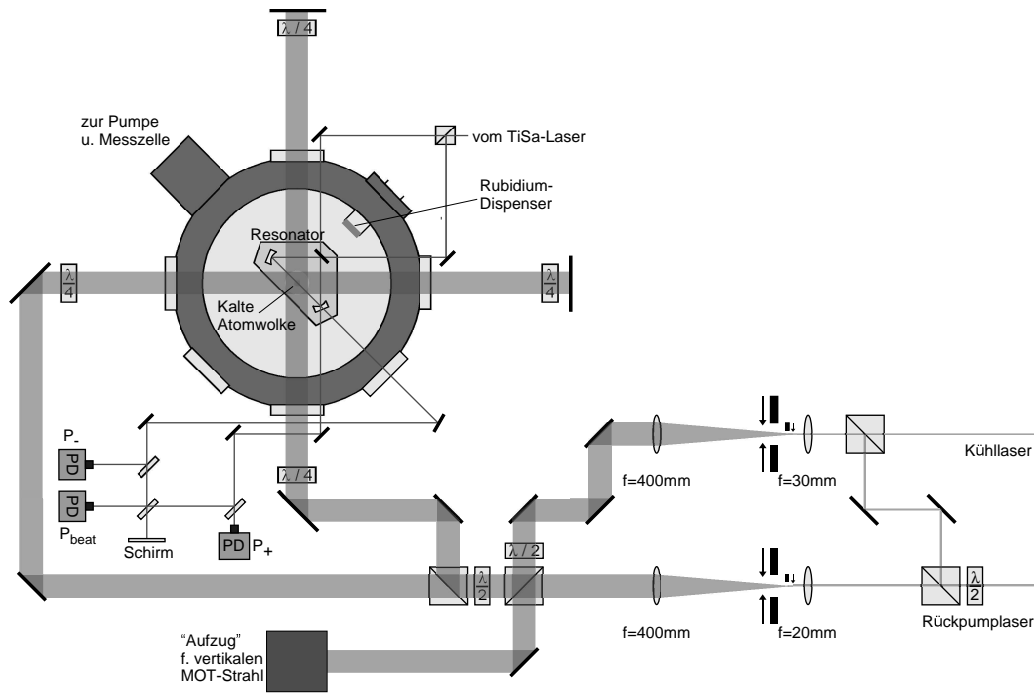 λ / 4
zur Pumpe
u. Messzelle
vom TiSa-Laser
Rubidium-
Dispenser
Resonator
λ
4
λ
4
Kalte
Atomwolke
P-
PD
PD
Pbeat
Schirm
PD
P+
λ / 4
f=400mm
f=30mm
Kühllaser
λ / 2
λ
2
λ
2
f=400mm
f=20mm
Rückpumplaser
"Aufzug"
f. vertikalen
MOT-Strahl